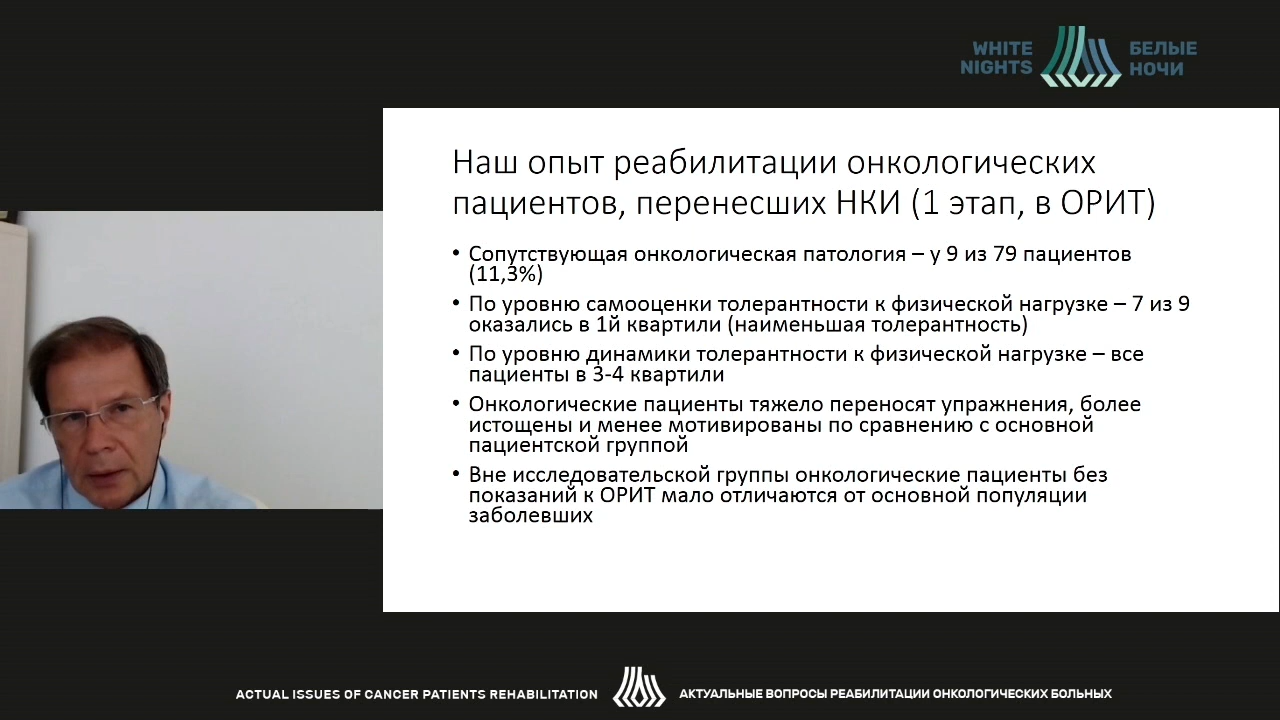 WHITE
NIGHTS
БЕЛЫЕ
НОЧИ
Наш опыт реабилитации онкологических
пациентов, перенесших НКИ (1 этап, в ОРИТ)
• Сопутствующая онкологическая патология – у 9 из 79 пациентов
(11,3%)
• По уровню самооценки толерантности к физической нагрузке – 7 из 9
оказались в 1й квартили (наименьшая толерантность)
• По уровню динамики толерантности к физической нагрузке – все
пациенты в 3-4 квартили
• Онкологические пациенты тяжело переносят упражнения, более
истощены и менее мотивированы по сравнению с основной
пациентской группой
• Вне исследовательской группы онкологические пациенты без
показаний к ОРИТ мало отличаются от основной популяции
заболевших
ACTUAL ISSUES OF CANCER PATIENTS REHABILITATION
АКТУАЛЬНЫЕ ВОПРОСЫ РЕАБИЛИТАЦИИ ОНКОЛОГИЧЕСКИХ БОЛЬНЫХ